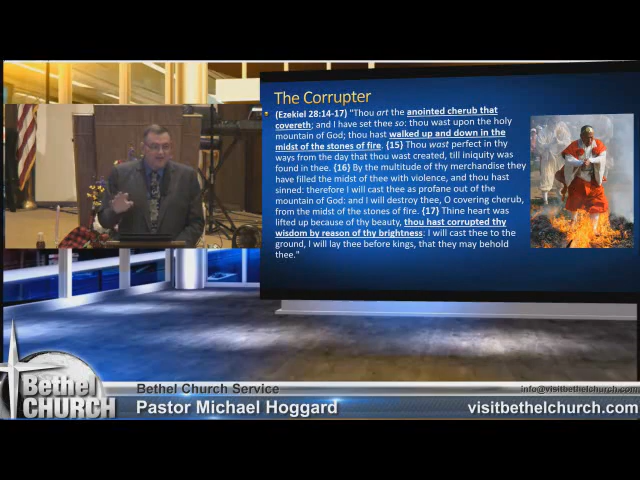 The Corrupter
(Ezekiel 28:14-17) "Thou art the anointed cherub that
covereth; and I have set thee so: thou wast upon the holy
mountain of God; thou hast walked up and down in the
midst of the stones of fire. {15} Thou wast perfect in thy
ways from the day that thou wast created, till iniquity was
found in thee. {16} By the multitude of thy merchandise they
have filled the midst of thee with violence, and thou hast
sinned: therefore I will cast thee as profane out of the
mountain of God: and I will destroy thee, O covering cherub,
from the midst of the stones of fire. {17} Thine heart was
lifted up because of thy beauty, thou hast corrupted thy
wisdom by reason of thy brightness: I will cast thee to the
ground, I will lay thee before kings, that they may behold
thee."
Bethel
CHURCH
Bethel Church Service
info@visitbethelchurch.com
Pastor Michael Hoggard
visitbethelchurch.com